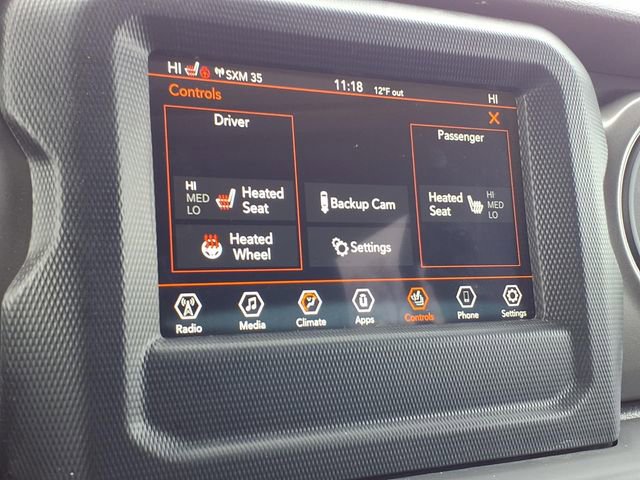 HI SXM 35 11:18 12°F out HI
Controls
Driver
HI
MED
LO
Heated
Seat
Heated
Wheel
Backup Cam
Settings
Passenger
Heated
Seat
HI
MED
LO
Radio Media Climate Apps Controls Phone Settings